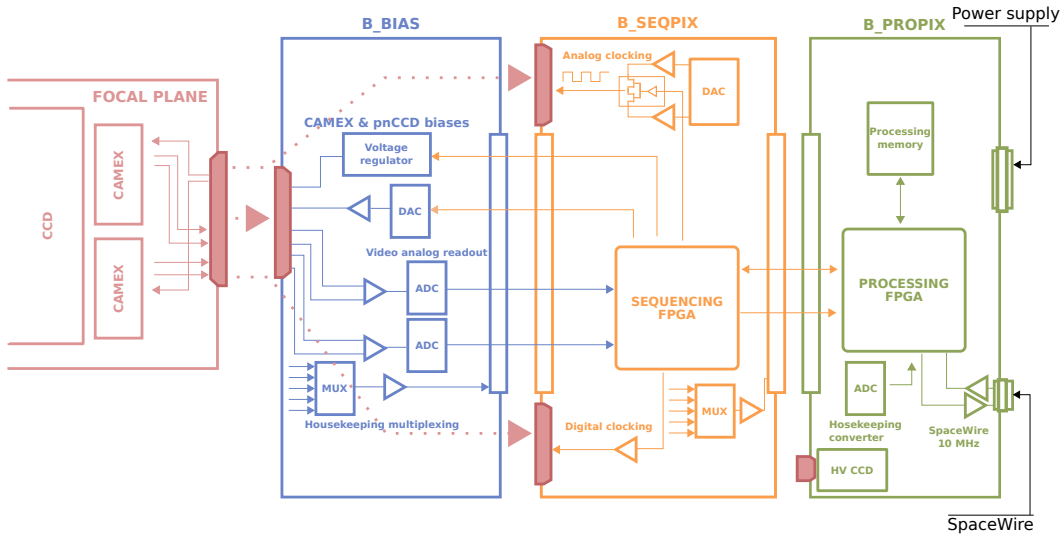 Power supply
B_BIAS
B_SEQPIX
B_PROPIX
FOCAL PLANE
CCD
CAMEX
CAMEX
CAMEX & pnCCD biases
Voltage
regulator
DAC
Video analog readout
ADC
ADC
MUX
Housekeeping multiplexing
Analog clocking
DAC
SEQUENCING
FPGA
MUX
Digital clocking
Processing
memory
PROCESSING
FPGA
ADC
Hosekeeping
converter
SpaceWire
10 MHz
HV CCD
SpaceWire